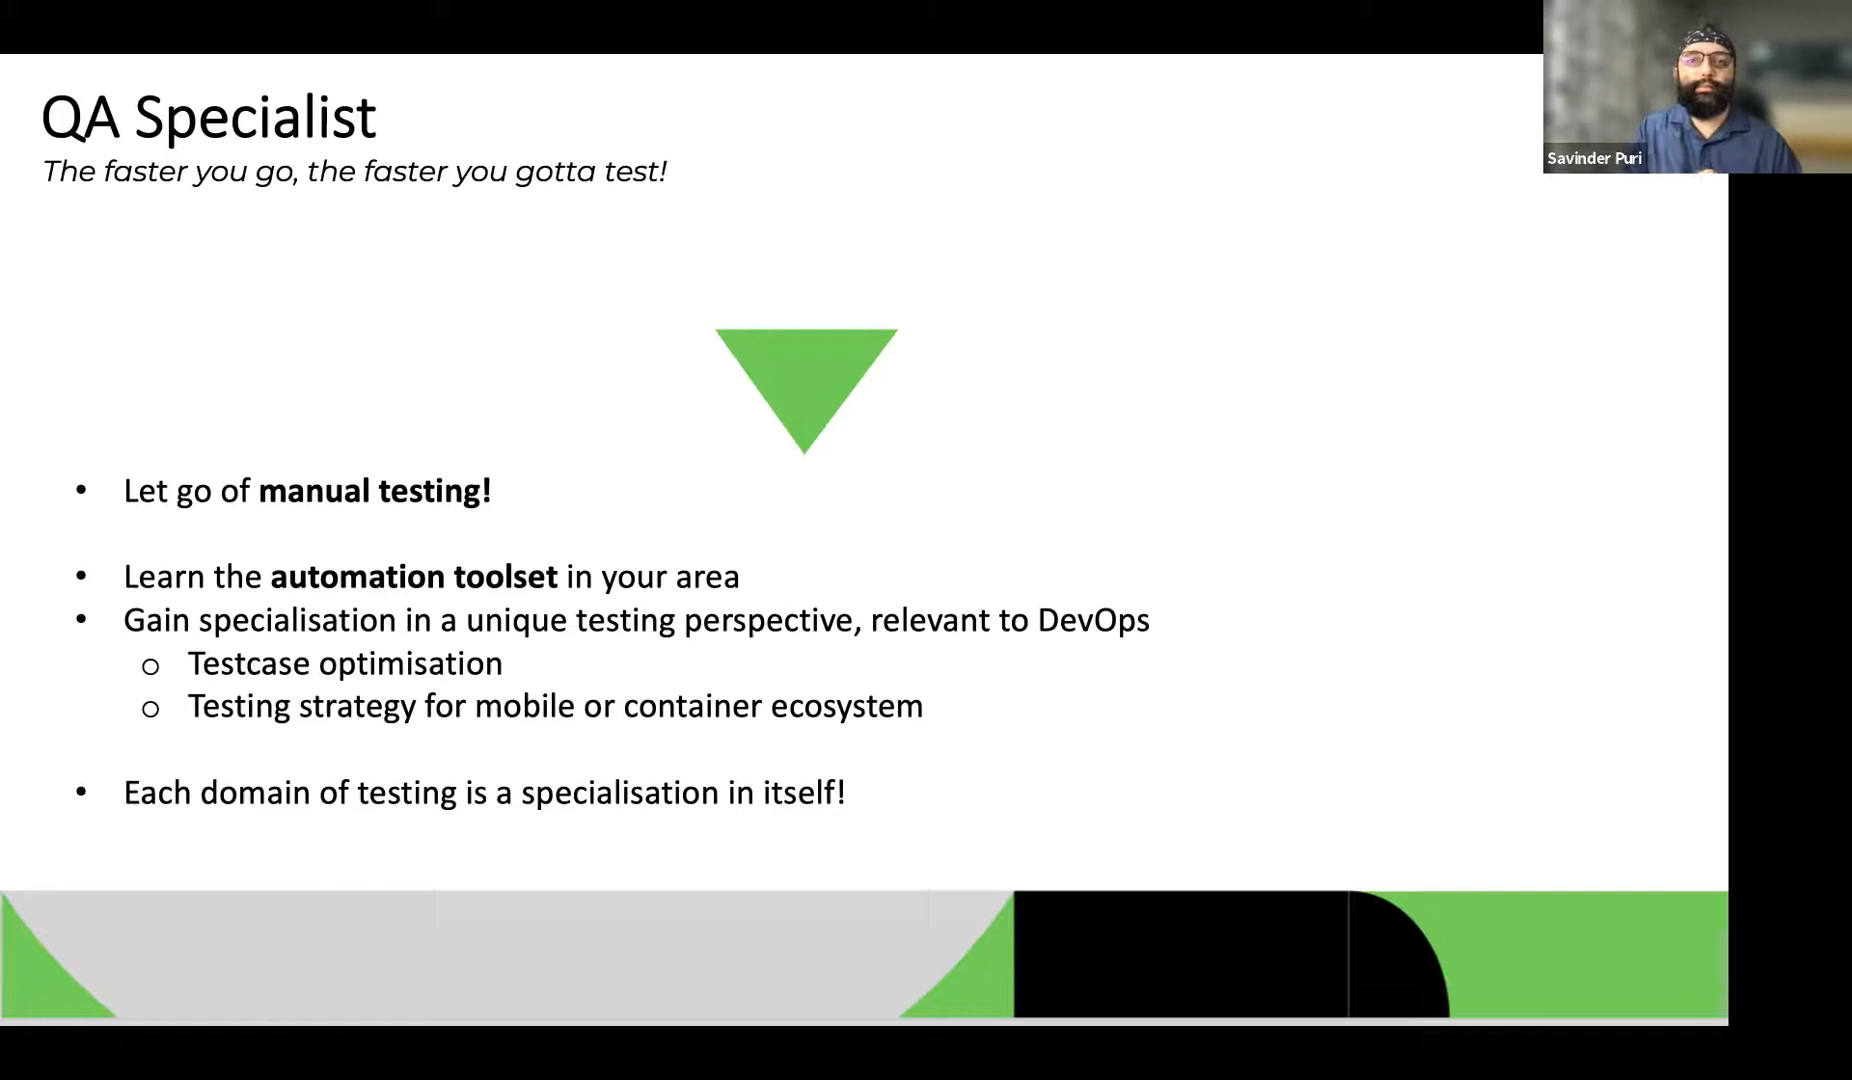 QA Specialist
The faster you go, the faster you gotta test!
Savinder Puri
• Let go of manual testing!
• Learn the automation toolset in your area
• Gain specialisation in a unique testing perspective, relevant to DevOps
o Testcase optimisation
o Testing strategy for mobile or container ecosystem
• Each domain of testing is a specialisation in itself!